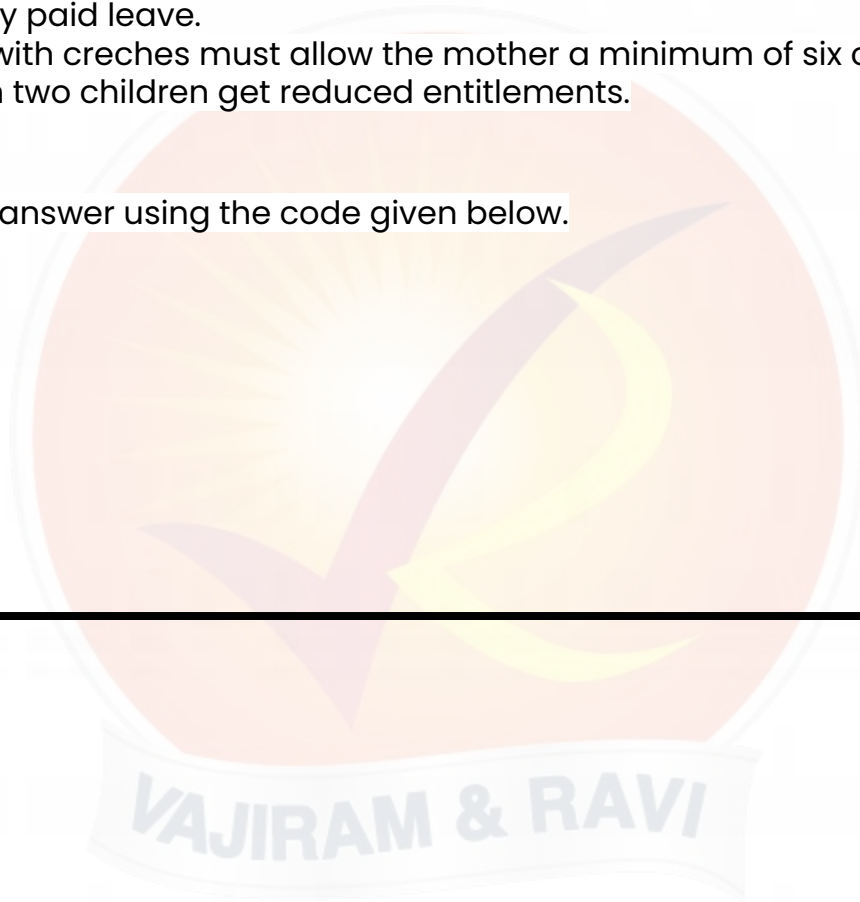 y paid leave.
with creches must allow the mother a minimum of six
two children get reduced entitlements.
answer using the code given below.
VAJIRAM & RAVI